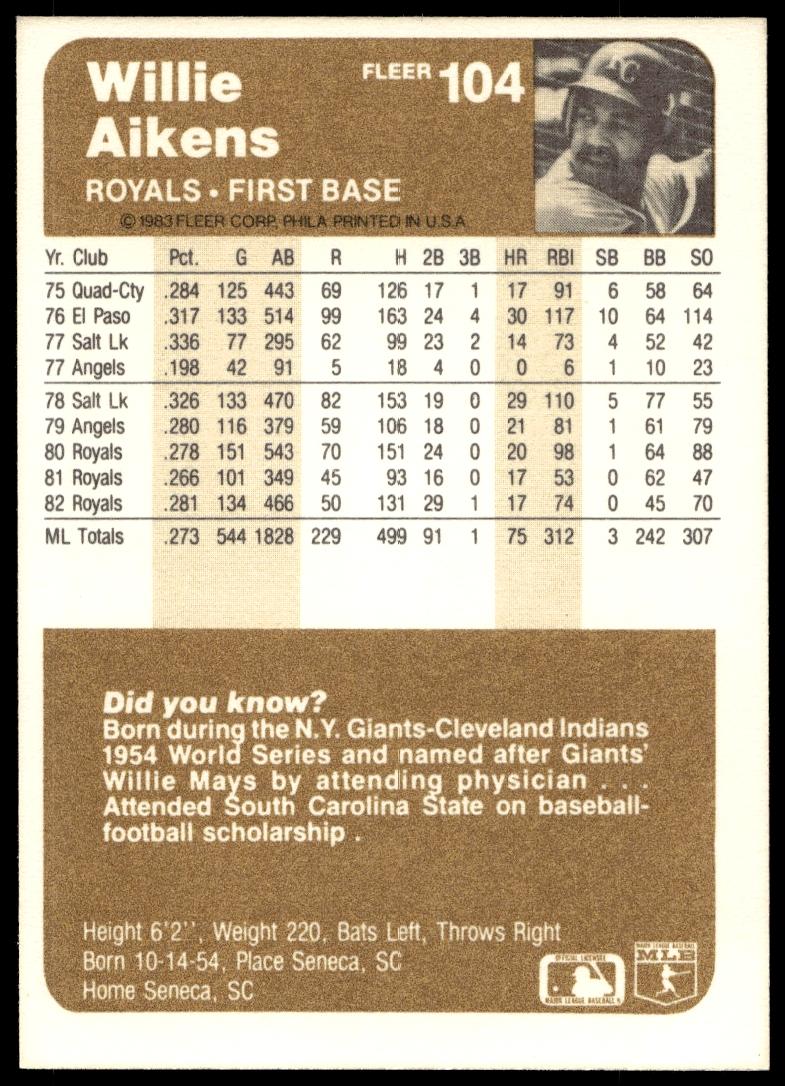 Willie
Aikens
FLEER 104
ROYALS • FIRST BASE
© 1983 FLEER CORP, PHILA PRINTED IN U.S.A
Yr. Club Pct. G AB R H 2B 3B HR RBI SB BB SO
75 Quad-Cty .284 125 443 69 126 17 1 17 91 6 58 64
76 El Paso .317 133 514 99 163 24 4 30 117 10 64 114
77 Salt Lk .336 77 295 62 99 23 2 14 73 4 52 42
77 Angels .198 42 91 5 18 4 0 0 6 1 10 23
78 Salt Lk .326 133 470 82 153 19 0 29 110 5 77 55
79 Angels .280 116 379 59 106 18 0 21 81 1 61 79
80 Royals .278 151 543 70 151 24 0 20 98 1 64 88
81 Royals .266 101 349 45 93 16 0 17 53 0 62 47
82 Royals .281 134 466 50 131 29 1 17 74 0 45 70
ML Totals .273 544 1828 229 499 91 1 75 312 3 242 307
Did you know?
Born during the N.Y. Giants-Cleveland Indians
1954 World Series and named after Giants'
Willie Mays by attending physician . . .
Attended South Carolina State on baseball-
football scholarship .
Height 6'2'', Weight 220, Bats Left, Throws Right
Born 10-14-54, Place Seneca, SC
Home Seneca, SC
OFFICIAL LICENSEE
MAJOR LEAGUE BASEBALL
MAJOR LEAGUE BASEBALL
MLB
KC